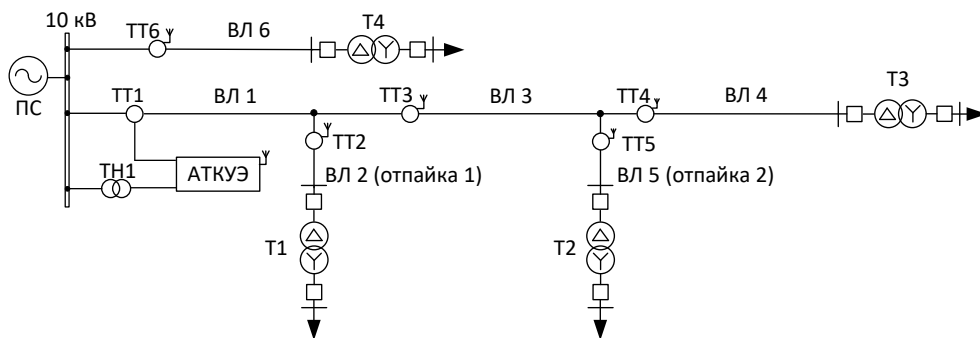 10 кВ
ТТ6
ВЛ 6
Т4
ПС
ТТ1
ВЛ 1
ТТ3
ВЛ 3
ТТ4
ВЛ 4
Т3
ТТ2
ТТ5
ТН1
АТКУЭ
ВЛ 2 (отпайка 1)
ВЛ 5 (отпайка 2)
Т1
Т2